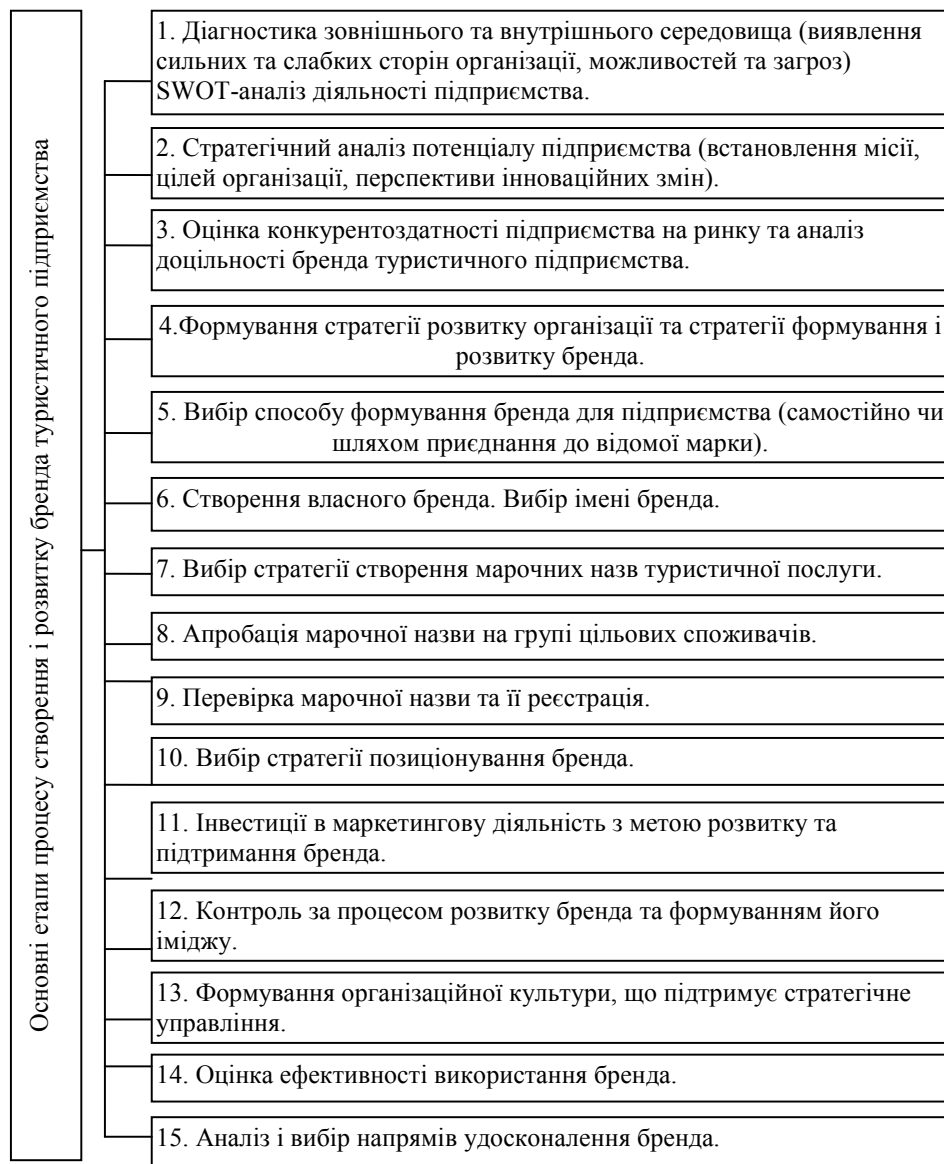 Основні етапи процесу створення і розвитку бренда туристичного підприємства
1. Діагностика зовнішнього та внутрішнього середовища (виявлення
сильних та слабких сторін організації, можливостей та загроз)
SWOT-аналіз діяльності підприємства.
2. Стратегічний аналіз потенціалу підприємства (встановлення місії,
цілей організації, перспективи інноваційних змін).
3. Оцінка конкурентоздатності підприємства на ринку та аналіз
доцільності бренда туристичного підприємства.
4.Формування стратегії розвитку організації та стратегії формування і
розвитку бренда.
5. Вибір способу формування бренда для підприємства (самостійно чи
шляхом приєднання до відомої марки).
6. Створення власного бренда. Вибір імені бренда.
7. Вибір стратегії створення марочних назв туристичної послуги.
8. Апробація марочної назви на групі цільових споживачів.
9. Перевірка марочної назви та її реєстрація.
10. Вибір стратегії позиціонування бренда.
11. Інвестиції в маркетингову діяльність з метою розвитку та
підтримання бренда.
12. Контроль за процесом розвитку бренда та формуванням його
іміджу.
13. Формування організаційної культури, що підтримує стратегічне
управління.
14. Оцінка ефективності використання бренда.
15. Аналіз і вибір напрямів удосконалення бренда.